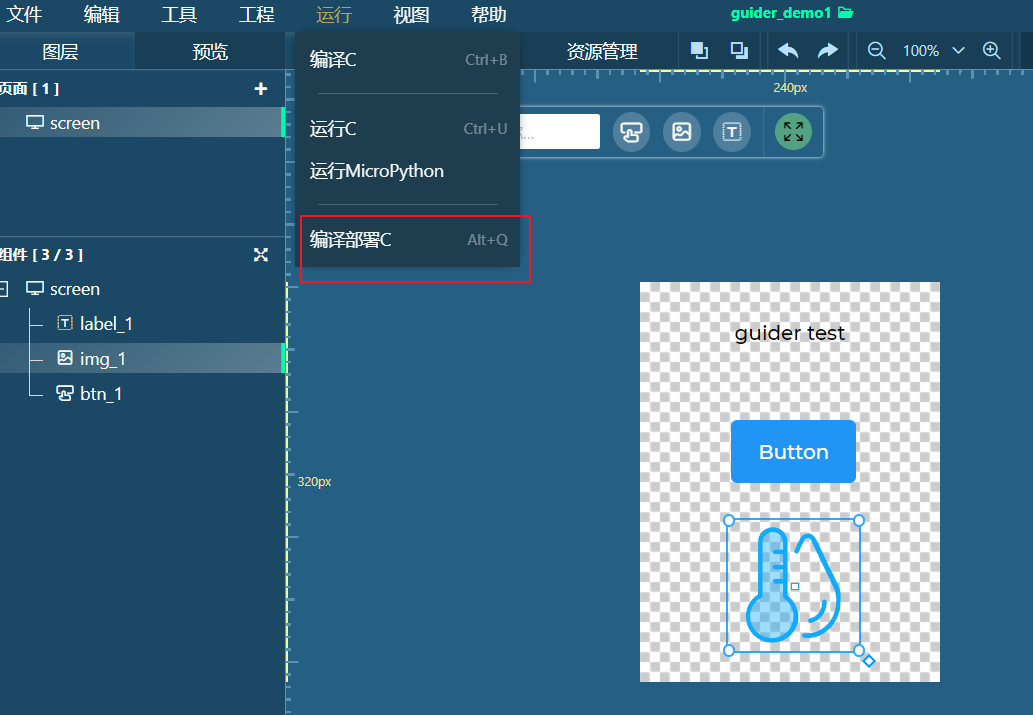 文件 编辑 工具 工程 运行 视图 帮助 guider_demo1
图层 预览 资源管理 100%
编译C Ctrl+B
运行C Ctrl+U
运行MicroPython
编译部署C Alt+Q
页面 [ 1 ] +
screen
组件 [ 3 / 3 ]
screen
label_1
img_1
btn_1
240px
T
320px
guider test
Button